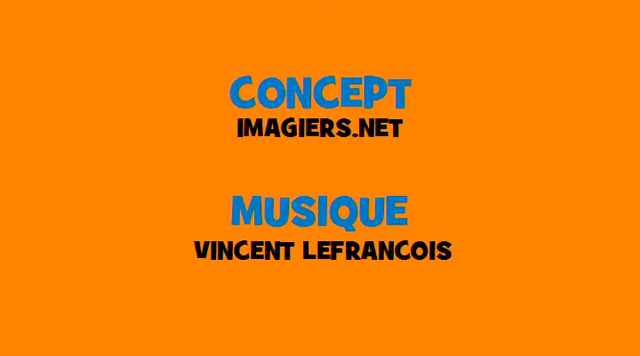 CONCEPT
IMAGIERS.NET
MUSIQUE
VINCENT LEFRANCOIS